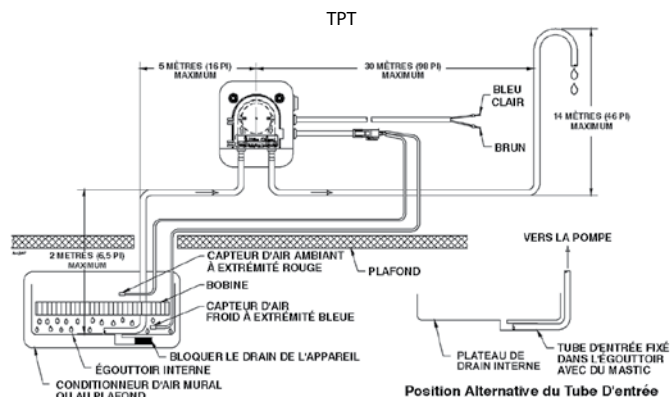 TPT
5 MÈTRES (16 PI)
MAXIMUM
30 MÈTRES (98 PI)
MAXIMUM
BLEU
CLAIR
14 MÈTRES (46 PI)
MAXIMUM
BRUN
2 METRES (6,5 PI)
MAXIMUM
CAPTEUR D'AIR AMBIANT
À EXTRÉMITÉ ROUGE
PLAFOND
VERS LA POMPE
BOBINE
CAPTEUR D'AIR
FROID À EXTRÉMITÉ BLEUE
BLOQUER LE DRAIN DE L'APPAREIL
ÉGOUTTOIR INTERNE
CONDITIONNEUR D'AIR MURAL
OU AU PLAFOND
PLATEAU DE
DRAIN INTERNE
TUBE D'ENTRÉE FIXÉ
DANS L'ÉGOUTTOIR
AVEC DU MASTIC
Position Alternative du Tube D'entrée